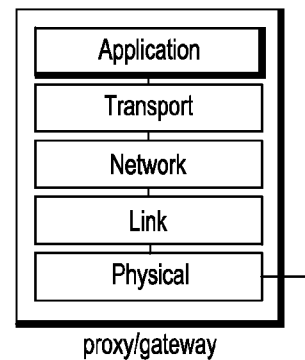 Application
Transport
Network
Link
Physical
proxy/gateway